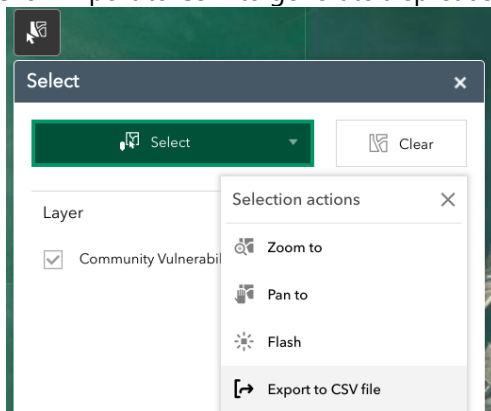 Select
Select
Clear
Layer
Selection actions
Community Vulnerabil
Zoom to
Pan to
Flash
Export to CSV file